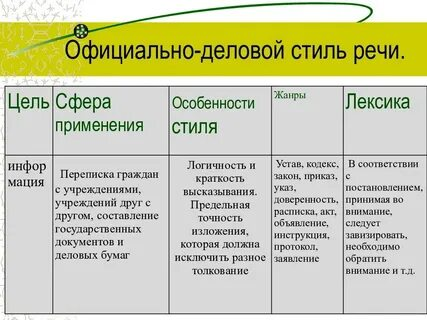 Официально-деловой стиль речи.
Цель
Сфера
применения
Особенности
стиля
Жанры
Лексика
инфор
мация
Переписка граждан
с учреждениями,
учреждений друг с
другом, составление
государственных
документов и
деловых бумаг
Логичность и
краткость
высказывания.
Предельная
точность
изложения,
которая должна
исключить разное
толкование
Устав, кодекс,
закон, приказ,
указ,
доверенность,
расписка, акт,
объявление,
инструкция,
протокол,
заявление
В соответствии
с
постановлением,
принимая во
внимание,
следует
завизировать,
необходимо
обратить
внимание и т.д.